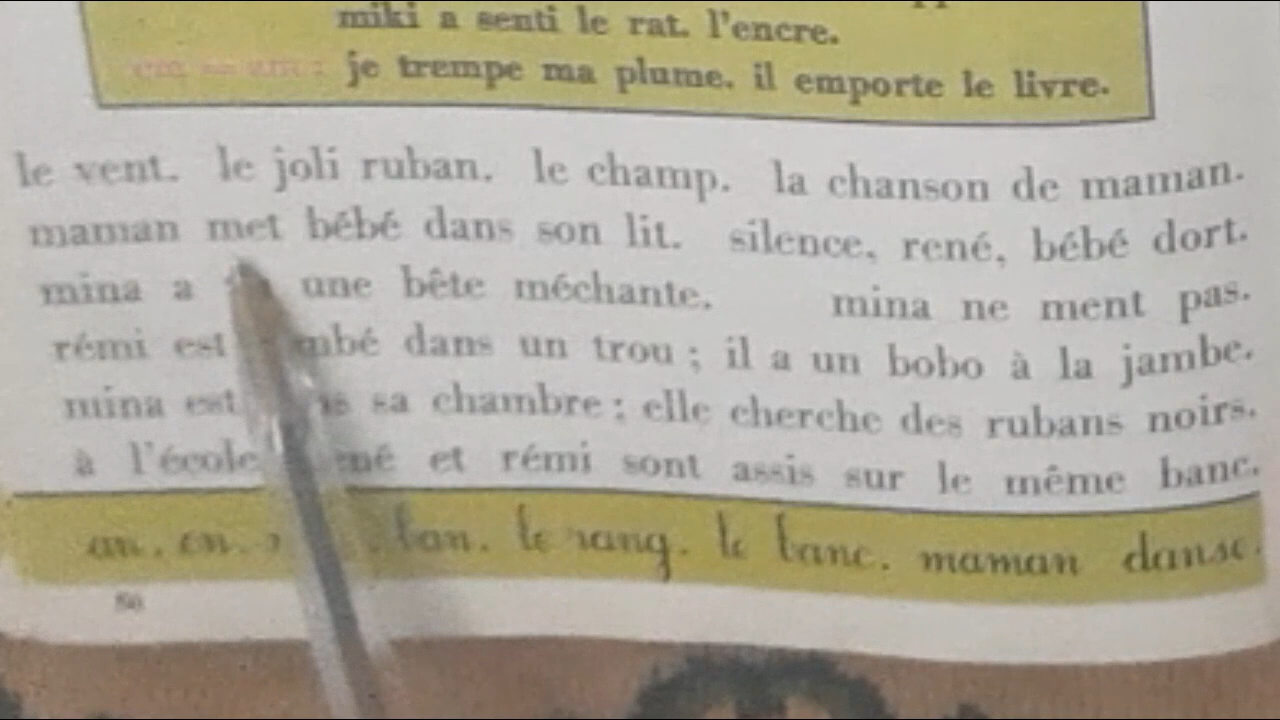 miki a senti le rat. l'encre.
em = am : je trempe ma plume. il emporte le livre.
le vent. le joli ruban. le champ. la chanson de maman.
maman met bébé dans son lit. silence, rené, bébé dort.
mina a une bête méchante. mina ne ment pas.
rémi est dans un trou ; il a un bobo à la jambe.
mina est sa chambre ; elle cherche des rubans noirs.
à l'école et rémi sont assis sur le même banc.
an. en. ban. le rang. le banc. maman danse.